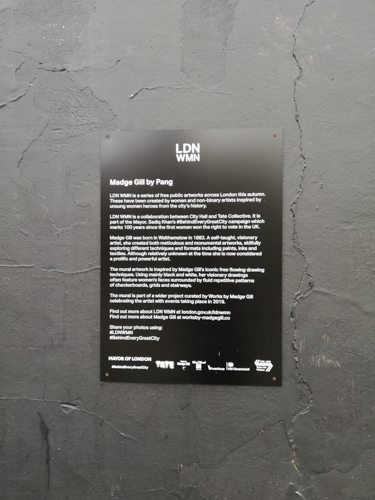 LDN
WMN
Madge Gill by Pang
LDN WMN is a series of free public artworks across London this autumn.
These have been created by women and non-binary artists inspired by
unsung women heroes from the city's history.
LDN WMN is a collaboration between City Hall and Tate Collective. It is
part of the Mayor, Sadiq Khan's #BehindEveryGreatCity campaign which
marks 100 years since the first women won the right to vote in the UK.
Madge Gill was born in Walthamstow in 1882. A self-taught, visionary
artist, she created both meticulous and monumental artworks, skilfully
exploring different techniques and formats including paints, inks and
textiles. Although relatively unknown at the time she is now considered
a prolific and powerful artist.
The mural artwork is inspired by Madge Gill's iconic free flowing drawing
techniques. Using mainly black and white, her visionary drawings
often feature women's faces surrounded by fluid repetitive patterns
of checkerboards, grids and stairways.
The mural is part of a wider project curated by Works by Madge Gill
celebrating the artist with events taking place in 2019.
Find out more about LDN WMN at london.gov.uk/ldnwmn
Find out more about Madge Gill at worksby-madgegill.co
Share your photos using:
#LDNWMN
#BehindEveryGreatCity
MAYOR OF LONDON
#BehindEveryGreatCity
TATE
HM Government